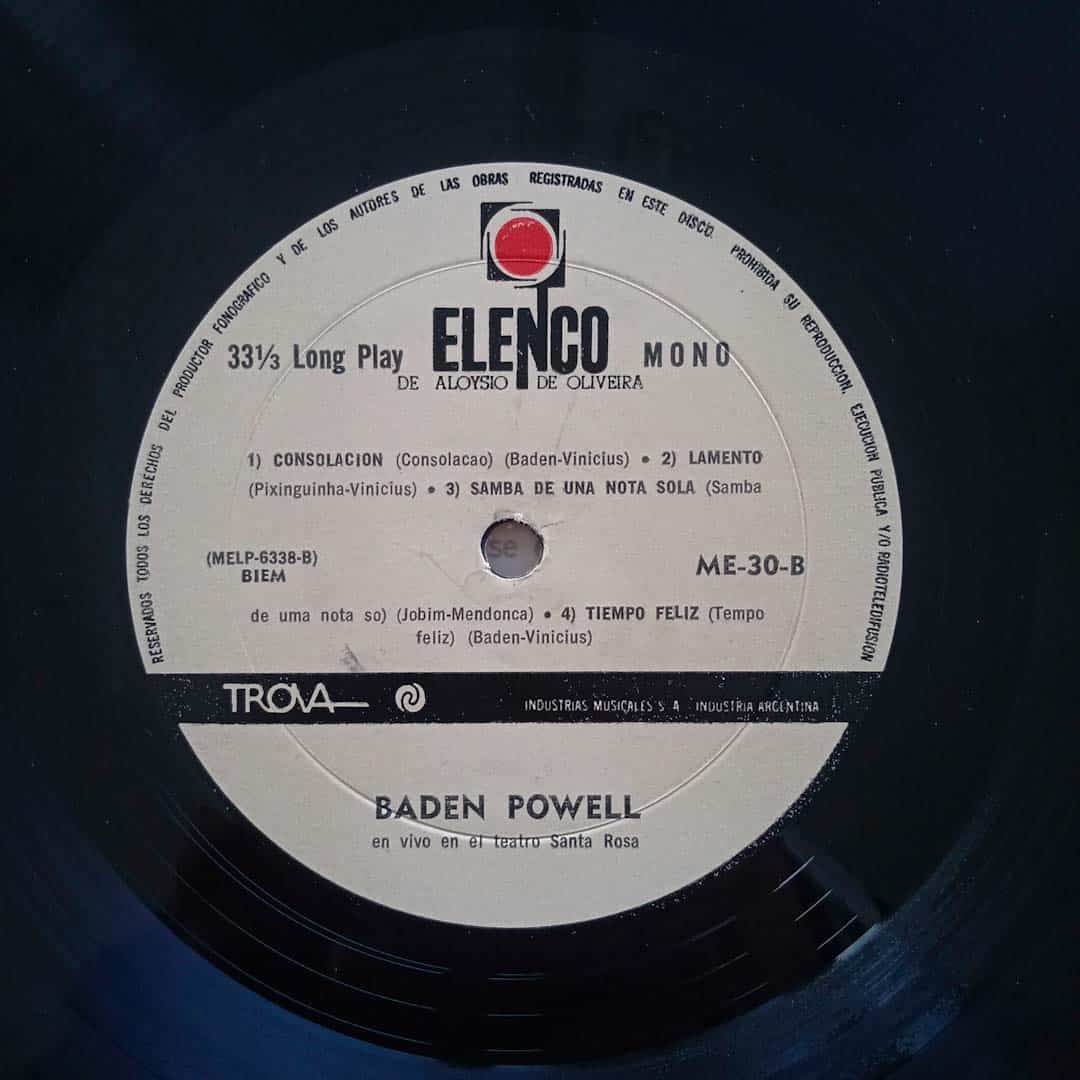 RESERVADOS TODOS LOS DERECHOS DEL PRODUCTOR FONOGRAFICO Y DE LOS AUTORES DE LAS OBRAS REGISTRADAS EN ESTE DISCO. PROHIBIDA SU REPRODUCCION, EJECUCION PUBLICA Y/O RADIOTELEDIFUSION
33⅓ Long Play ELENCO MONO
DE ALOYSIO DE OLIVEIRA
1) CONSOLACION (Consolacao) (Baden-Vinicius) • 2) LAMENTO
(Pixinguinha-Vinicius) • 3) SAMBA DE UNA NOTA SOLA (Samba
se
(MELP-6338-B) ME-30-B
BIEM
de uma nota so) (Jobim-Mendonca) • 4) TIEMPO FELIZ (Tempo
feliz) (Baden-Vinicius)
TROVA INDUSTRIAS MUSICALES S A INDUSTRIA ARGENTINA
BADEN POWELL
en vivo en el teatro Santa Rosa